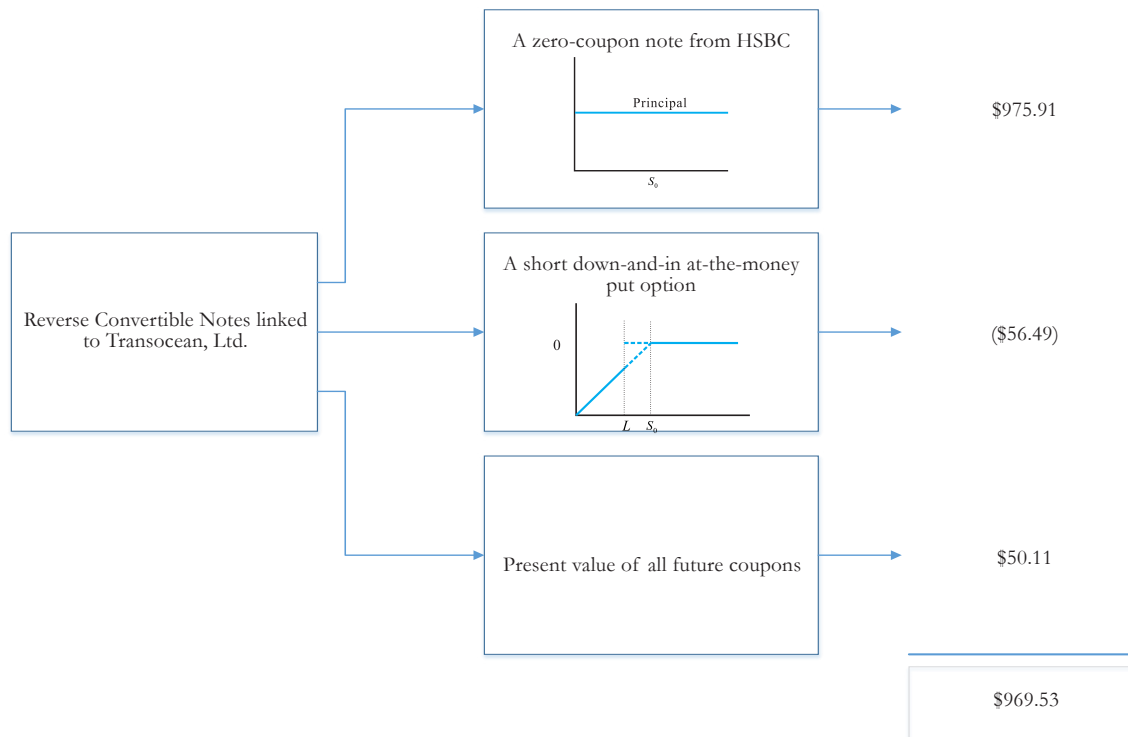 A zero-coupon note from HSBC
Principal
S₀
$975.91
Reverse Convertible Notes linked
to Transocean, Ltd.
A short down-and-in at-the-money
put option
0
L S₀
($56.49)
Present value of all future coupons
$50.11
$969.53